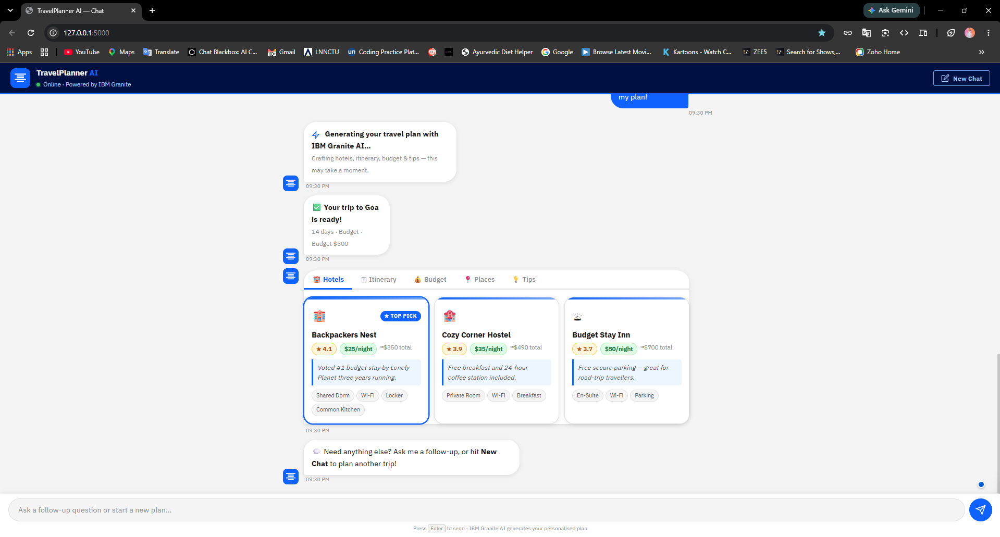 TravelPlanner AI — Chat
Ask Gemini
127.0.0.1:5000
Apps
YouTube
Maps
Translate
Chat Blackbox: AI C...
Gmail
LNNCTU
Coding Practice Plat...
Ayurvedic Diet Helper
Google
Browse Latest Movi...
Kartoons - Watch C...
ZEE5
Search for Shows,...
Zoho Home
TravelPlanner AI
Online · Powered by IBM Granite
New Chat
my plan!
09:30 PM
Generating your travel plan with
IBM Granite AI...
Crafting hotels, itinerary, budget & tips — this
may take a moment.
09:30 PM
Your trip to Goa
is ready!
14 days · Budget ·
Budget $500
09:30 PM
Hotels
Itinerary
Budget
Places
Tips
★ TOP PICK
Backpackers Nest
★ 4.1 $25/night ≈$350 total
Voted #1 budget stay by Lonely
Planet three years running.
Shared Dorm Wi-Fi Locker
Common Kitchen
Cozy Corner Hostel
★ 3.9 $35/night ≈$490 total
Free breakfast and 24-hour
coffee station included.
Private Room Wi-Fi Breakfast
Budget Stay Inn
★ 3.7 $50/night ≈$700 total
Free secure parking — great for
road-trip travellers.
En-Suite Wi-Fi Parking
09:30 PM
Need anything else? Ask me a follow-up, or hit New
Chat to plan another trip!
09:30 PM
Ask a follow-up question or start a new plan...
Press Enter to send · IBM Granite AI generates your personalised plan